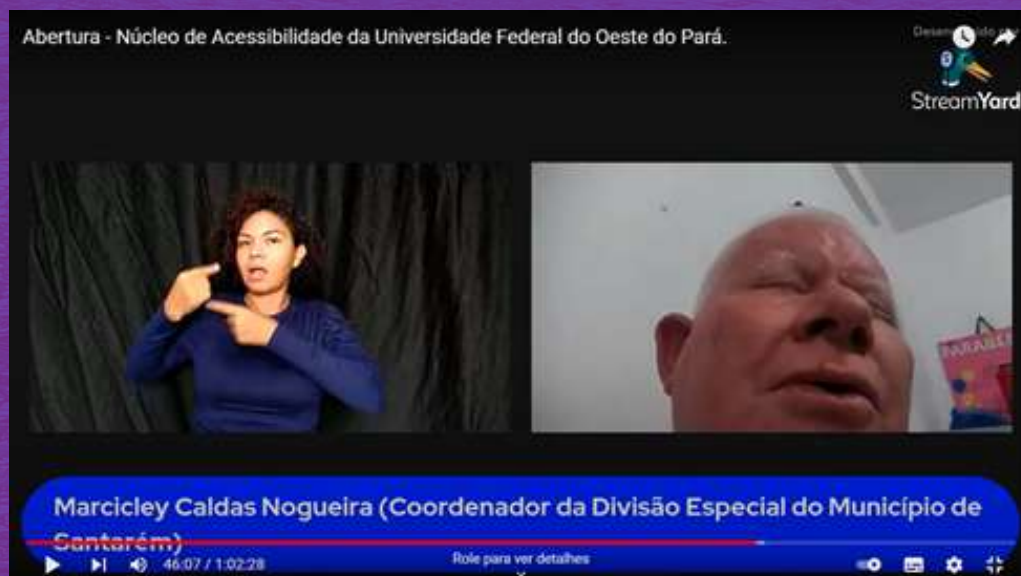 Abertura - Núcleo de Acessibilidade da Universidade Federal do Oeste do Pará.
StreamYard
Marcicley Caldas Nogueira (Coordenador da Divisão Especial do Município de
Santarém)
46:07 / 1:02:28
Role para ver detalhes